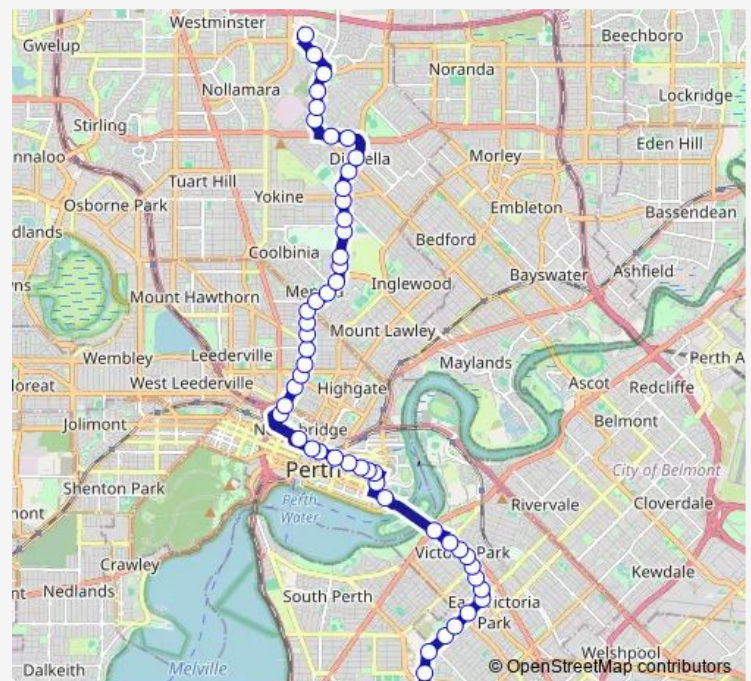 Westminster
Gwelup
Beechboro
Noranda
Nollamara
Lockridge
Stirling
Eden Hill
nnaloo
Morley
Tuart Hill
Yokine
Osborne Park
Embleton
Bassendean
dlands
Bedford
Coolbinia
Ashfield
Bayswater
Inglewood
Mount Hawthorn
Mount Lawley
Wembley
Leederville
Maylands
Perth A
loreat
West Leederville
Highgate
Ascot
Redcliffe
Jolimont
Belmont
Perth
City of Belmont
Shenton Park
Perth
Water
Rivervale
Cloverdale
mont
Crawley
Kewdale
nt
Nedlands
South Perth
Park
Welshpool
Dalkeith
Melville
© OpenStreetMap contributors